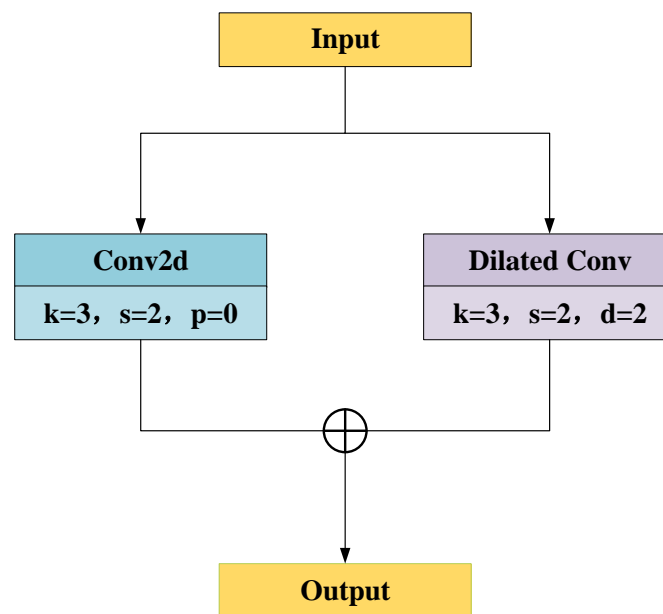 Input
Conv2d
k=3，s=2，p=0
Dilated Conv
k=3，s=2，d=2
Output